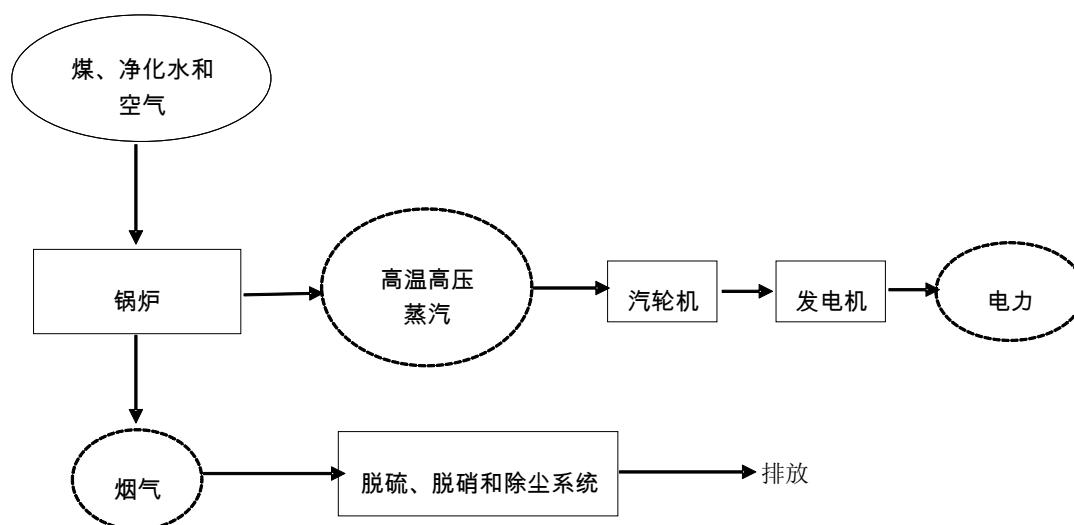 煤、净化水和
空气
锅炉
高温高压
蒸汽
汽轮机
发电机
电力
烟气
脱硫、脱硝和除尘系统
排放